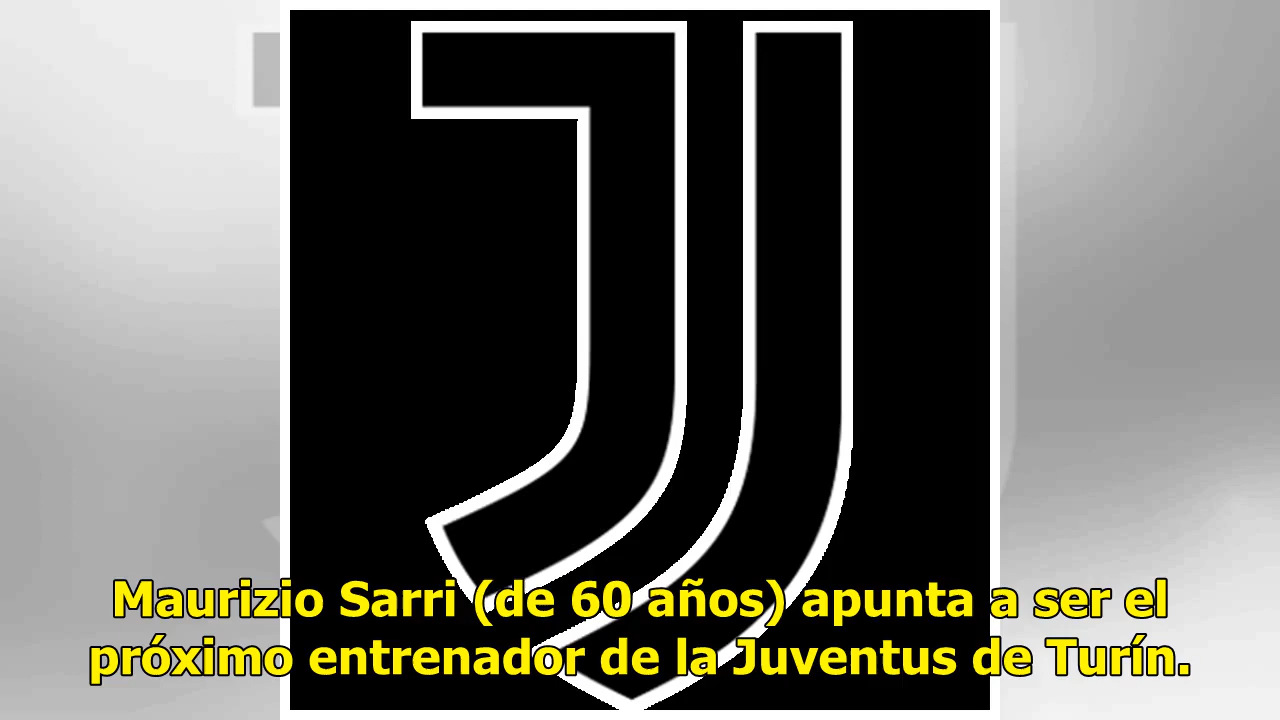 Maurizio Sarri (de 60 años) apunta a ser el
próximo entrenador de la Juventus de Turín.